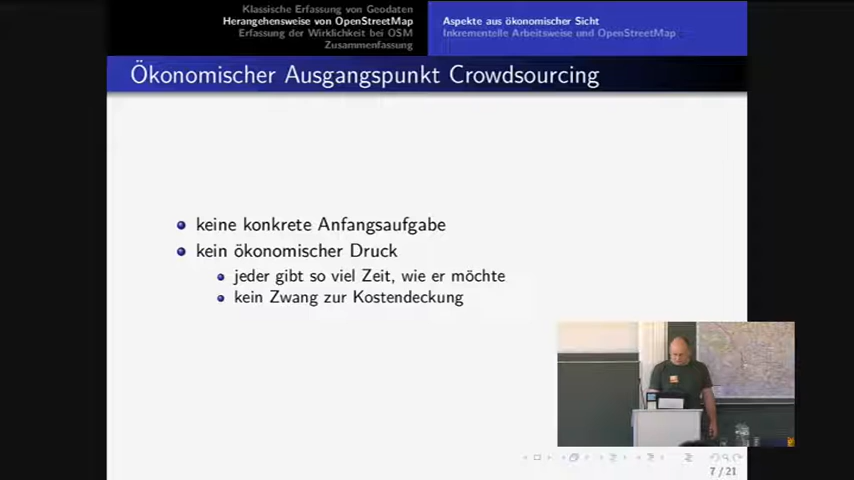 Klassische Erfassung von Geodaten
Herangehensweise von OpenStreetMap
Erfassung der Wirklichkeit bei OSM
Zusammenfassung
Aspekte aus ökonomischer Sicht
Inkrementelle Arbeitsweise und OpenStreetMap
Ökonomischer Ausgangspunkt Crowdsourcing
keine konkrete Anfangsaufgabe
kein ökonomischer Druck
jeder gibt so viel Zeit, wie er möchte
kein Zwang zur Kostendeckung
7 / 21